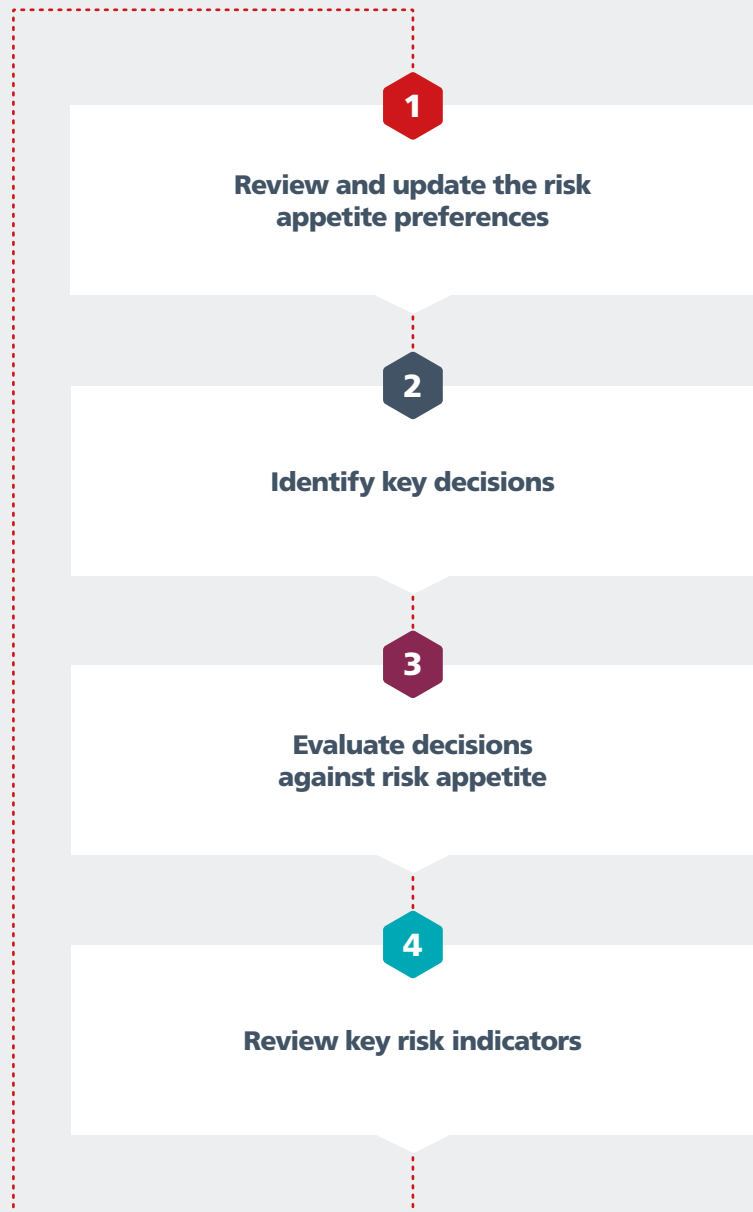 1
Review and update the risk
appetite preferences
2
Identify key decisions
3
Evaluate decisions
against risk appetite
4
Review key risk indicators